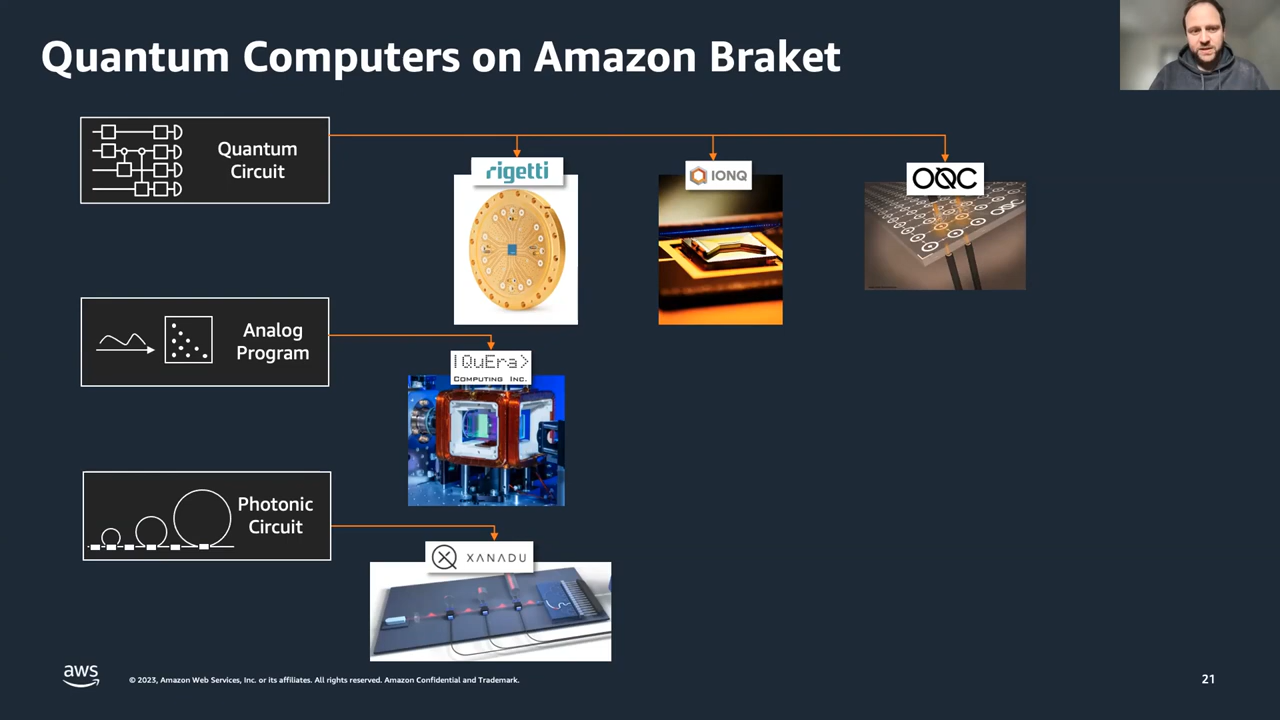 Quantum Computers on Amazon Braket
Quantum
Circuit
rigetti
IONQ
OQC
OQC
Analog
Program
|QuEra>
COMPUTING INC.
Photonic
Circuit
XANADU
aws
© 2023, Amazon Web Services, Inc. or its affiliates. All rights reserved. Amazon Confidential and Trademark.
21